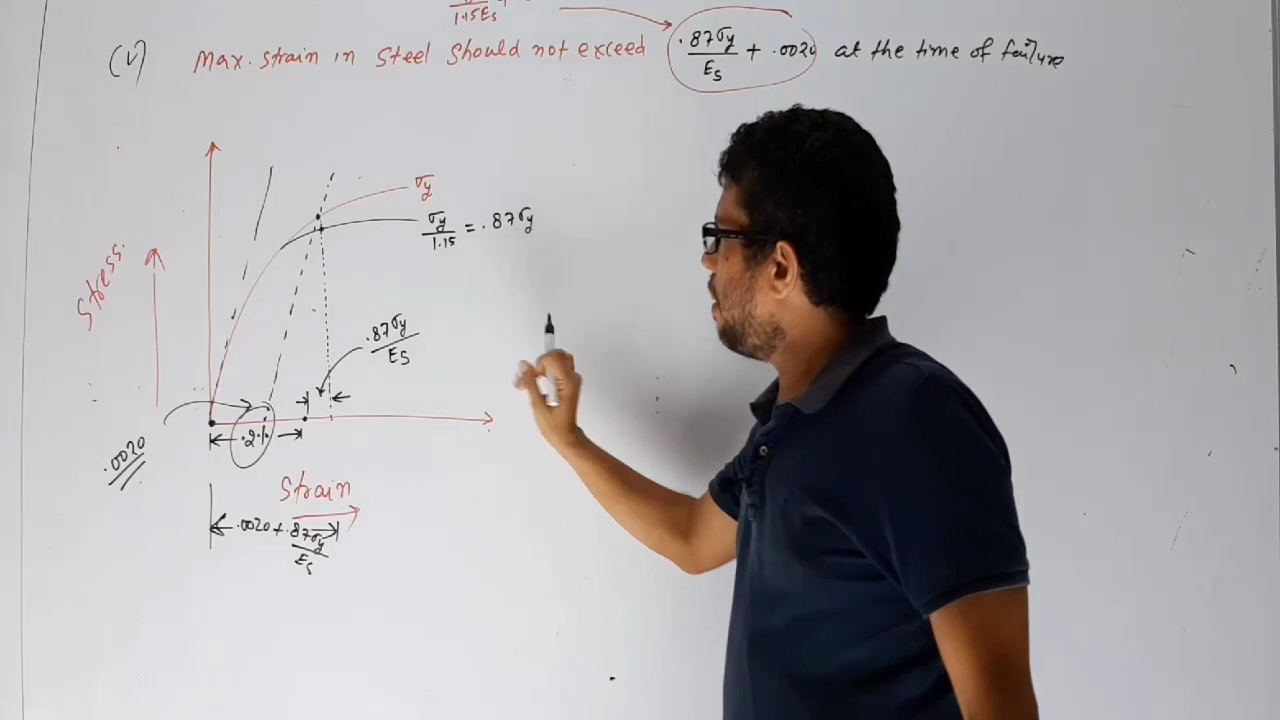 σy/1.15Es +
(V) Max. strain in steel should not exceed .87σy/Es + .0020 at the time of failure
σy
σy/1.15 = .87σy
Stress
.87σy/Es
.2%
.0020
Strain
.0020 + .87σy/Es